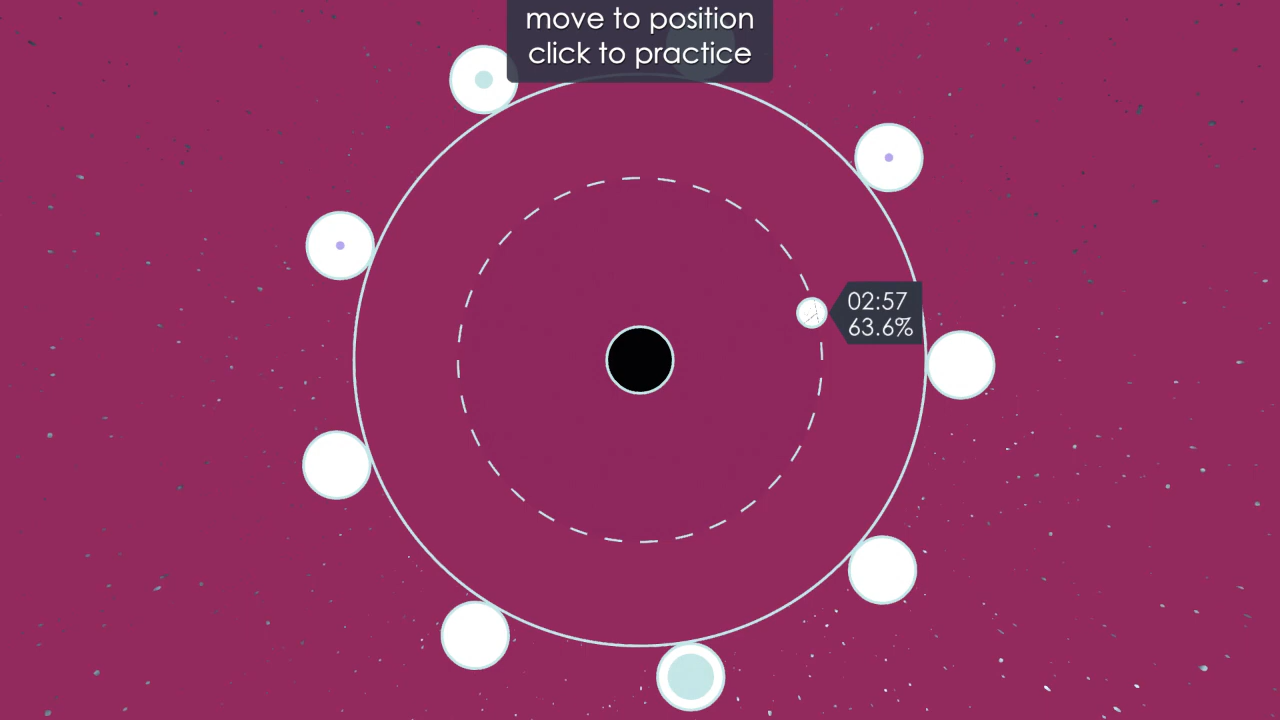 move to position
click to practice
02:57
63.6%